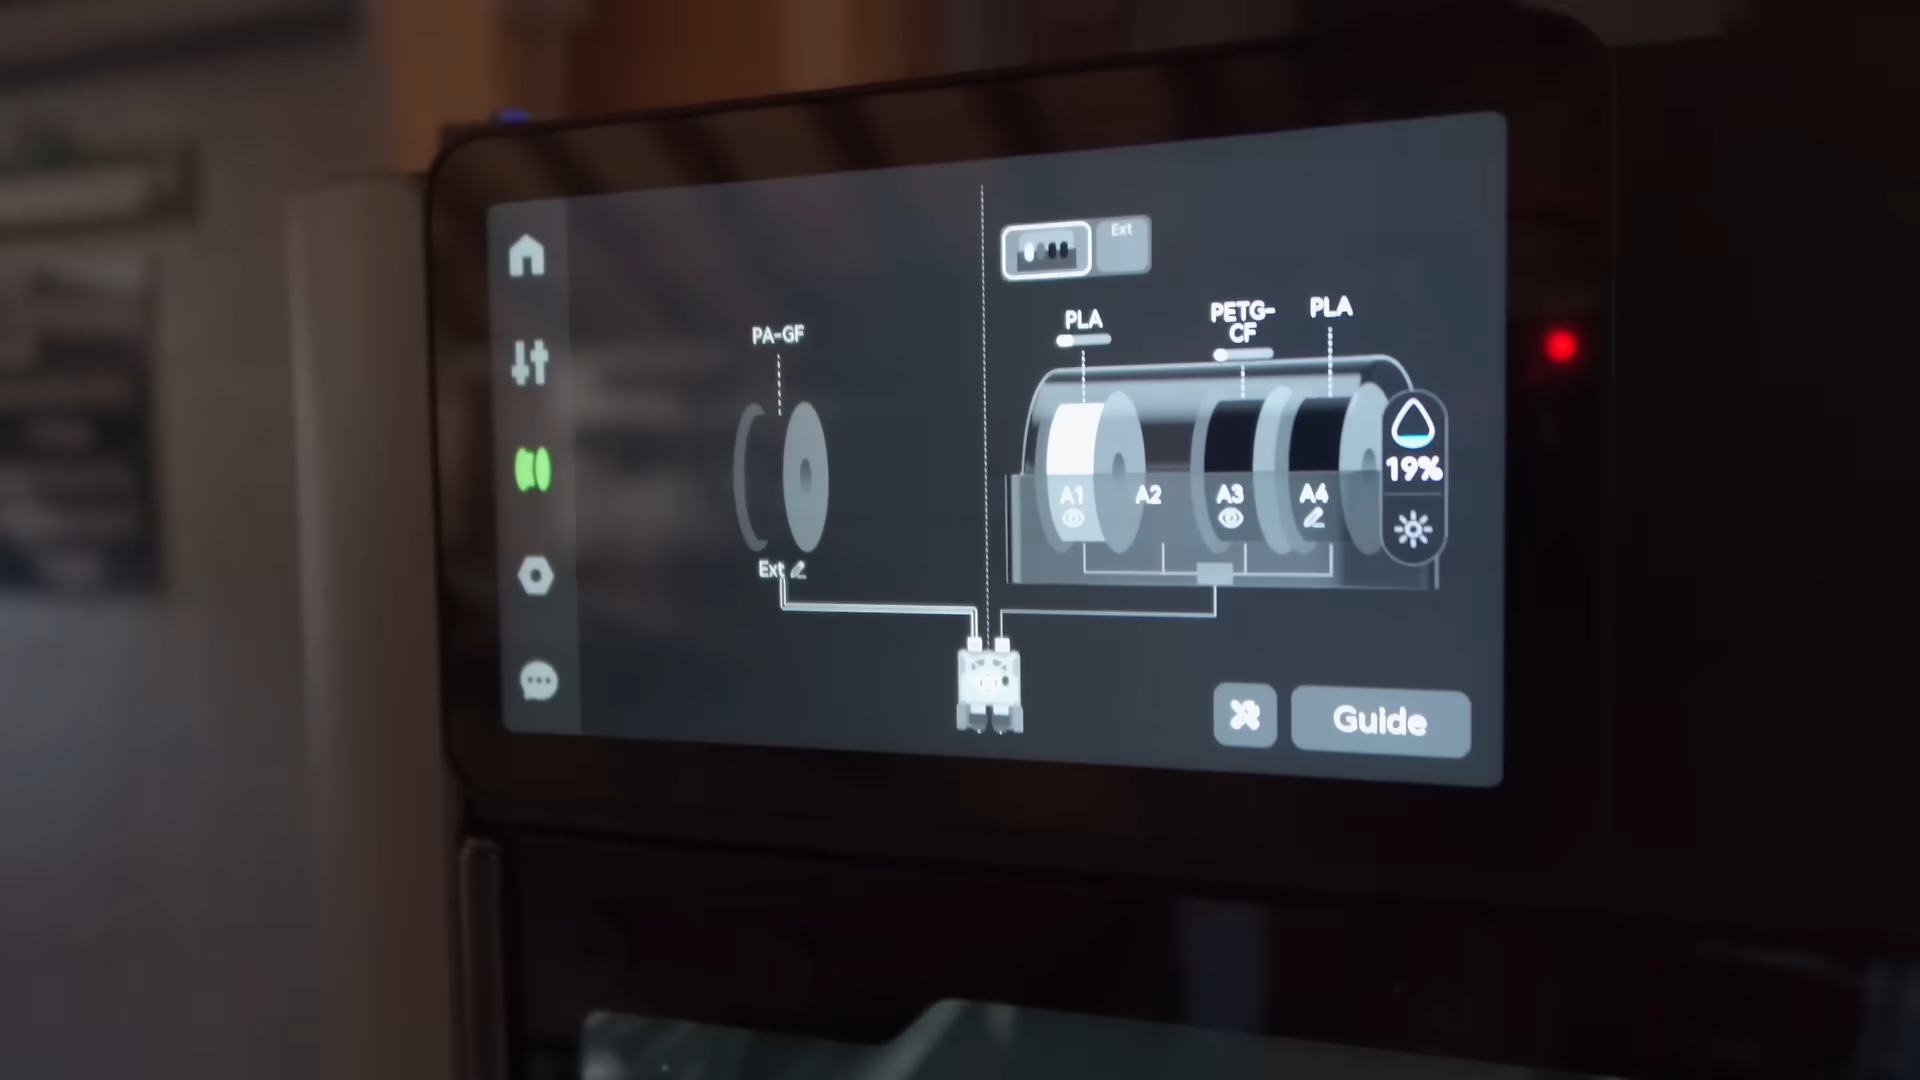 Ext
PA-GF
PLA
PETG-
CF
PLA
19%
A1
A2
A3
A4
Ext
Guide